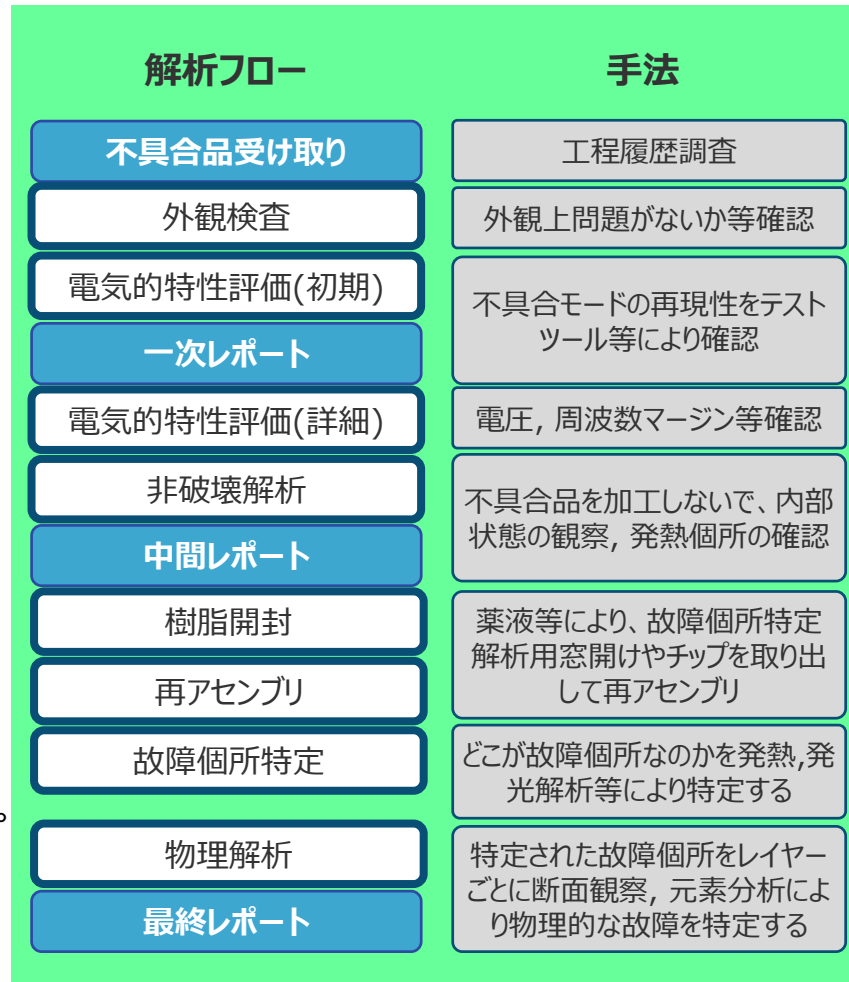 解析フロー 手法
不具合品受け取り
工程履歴調査
外観検査
外観上問題がないか等確認
電気的特性評価(初期)
一次レポート
不具合モードの再現性をテスト
ツール等により確認
電気的特性評価(詳細)
電圧, 周波数マージン等確認
非破壊解析
中間レポート
不具合品を加工しないで、内部
状態の観察, 発熱個所の確認
樹脂開封
再アセンブリ
薬液等により、故障個所特定
解析用窓開けやチップを取り出
して再アセンブリ
故障個所特定
どこが故障個所なのかを発熱,発
光解析等により特定する
。
物理解析
最終レポート
特定された故障個所をレイヤー
ごとに断面観察, 元素分析によ
り物理的な故障を特定する